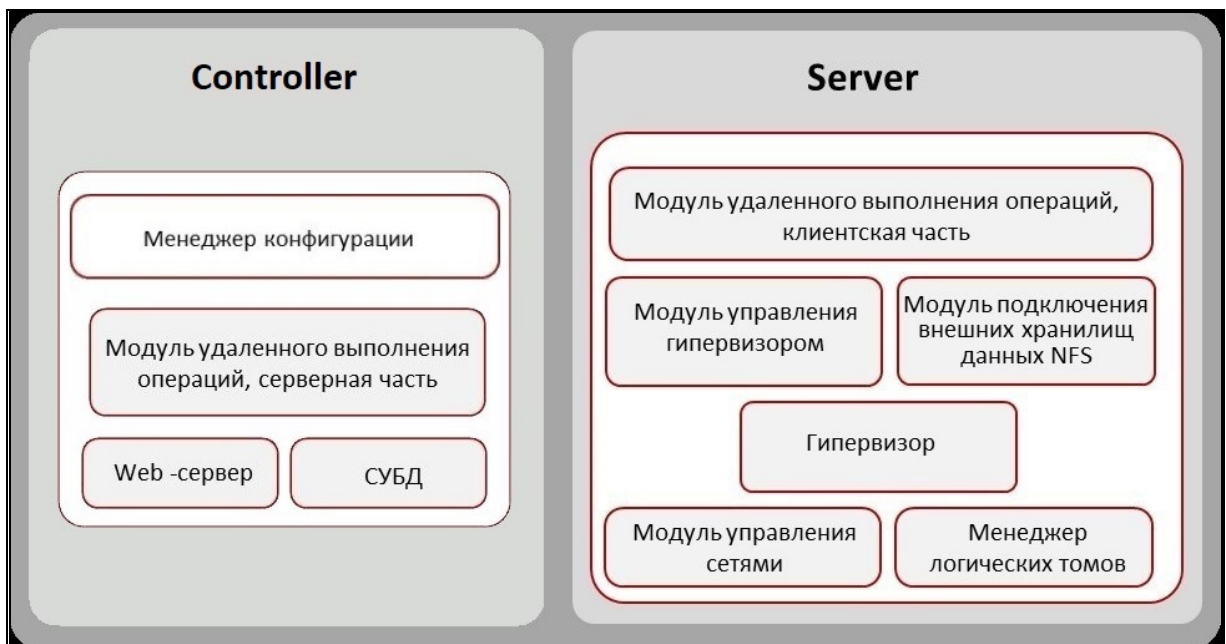 Controller
Менеджер конфигурации
Модуль удаленного выполнения
операций, серверная часть
Web -сервер
СУБД
Server
Модуль удаленного выполнения операций,
клиентская часть
Модуль управления
гипервизором
Модуль подключения
внешних хранилищ
данных NFS
Гипервизор
Модуль управления
сетями
Менеджер
логических томов